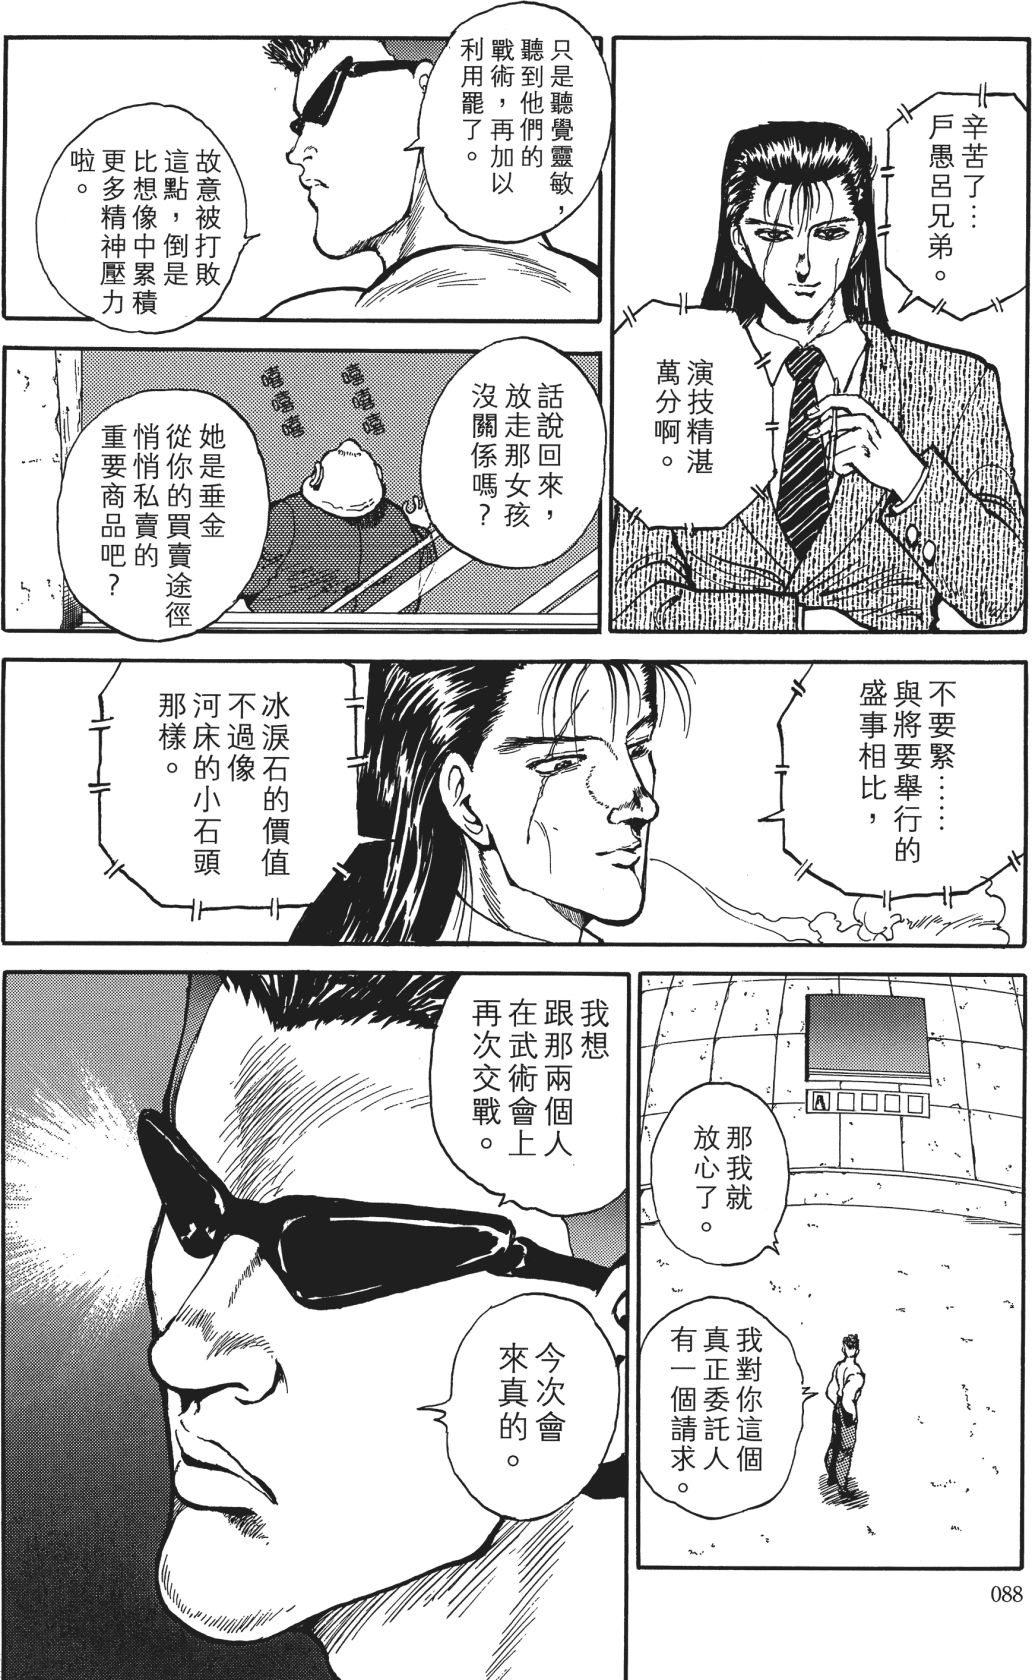 辛苦了⋯
戶愚呂兄弟。
演技精湛
萬分啊。
只是聽覺靈敏，
聽到他們的
戰術，再加以
利用罷了。
故意被打敗
這點，倒是
比想像中累積
更多精神壓力
啦。
話說回來，
放走那女孩
沒關係嗎？
嘻嘻嘻
嘻嘻嘻
她是垂金
從你的買賣途徑
悄悄私賣的
重要商品吧？
不要緊⋯⋯
與將要舉行的
盛事相比，
冰淚石的價值
不過像
河床的小石頭
那樣。
A
那我就
放心了。
我對你這個
真正委託人
有一個請求。
我想
跟那兩個人
在武術會上
再次交戰。
今次會
來真的。
088